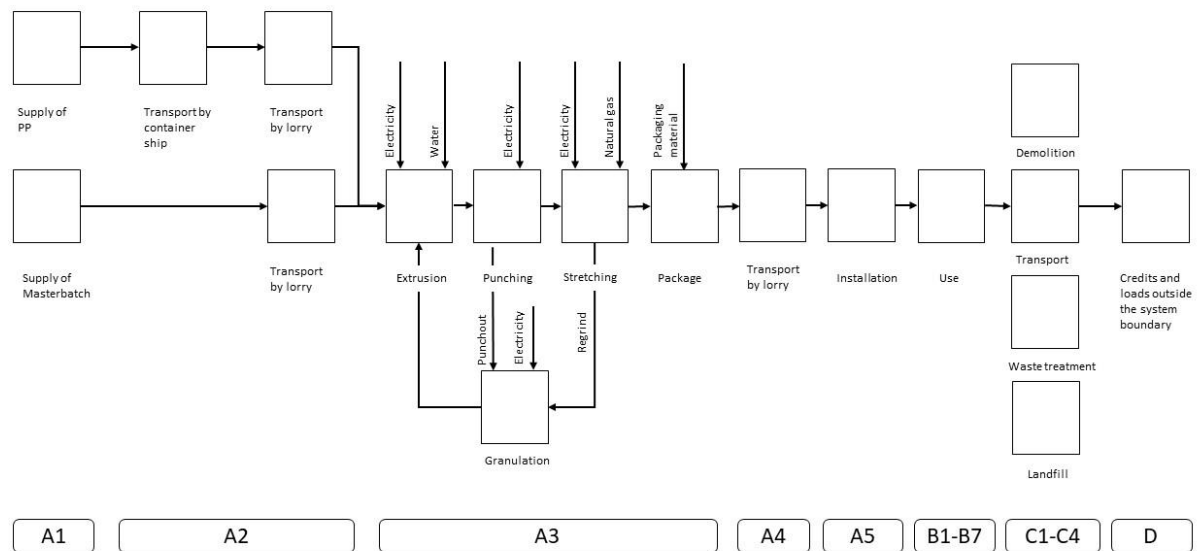 Supply of
PP
Transport by
container
ship
Transport
by lorry
Electricity
Water
Electricity
Electricity
Natural gas
Packaging
material
Demolition
Supply of
Masterbatch
Transport
by lorry
Extrusion
Punching
Stretching
Package
Transport
by lorry
Installation
Use
Transport
Credits and
loads outside
the system
boundary
Punchout
Electricity
Regrind
Waste treatment
Granulation
Landfill
A1
A2
A3
A4
A5
B1-B7
C1-C4
D